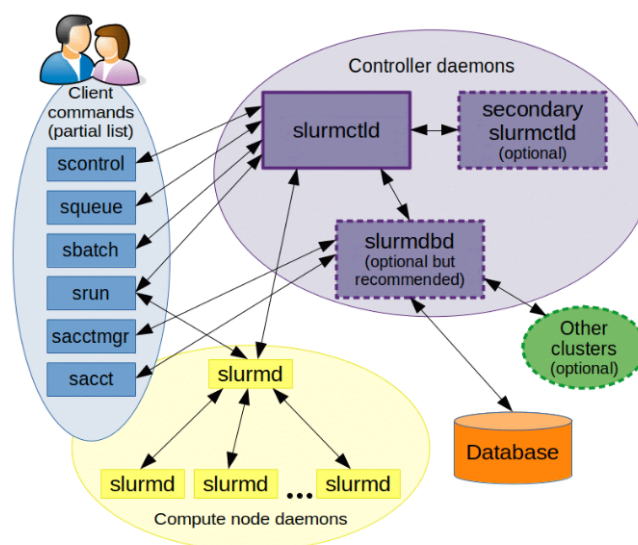 Client
commands
(partial list)
scontrol
squeue
sbatch
srun
sacctmgr
sacct
Controller daemons
slurmctld
secondary
slurmctld
(optional)
slurmdbd
(optional but
recommended)
Other
clusters
(optional)
Database
slurmd
slurmd slurmd ... slurmd
Compute node daemons